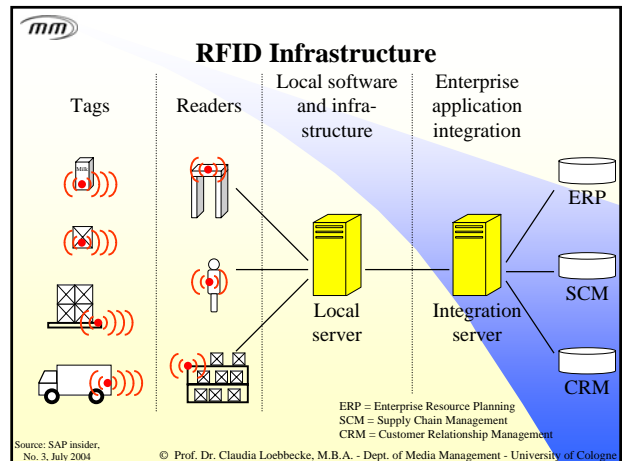 mm
RFID Infrastructure
Tags
Readers
Local software
and infra-
structure
Enterprise
application
integration
Milk
ERP
SCM
CRM
Local
server
Integration
server
ERP = Enterprise Resource Planning
SCM = Supply Chain Management
CRM = Customer Relationship Management
Source: SAP insider,
No. 3, July 2004
© Prof. Dr. Claudia Loebbecke, M.B.A. - Dept. of Media Management - University of Cologne